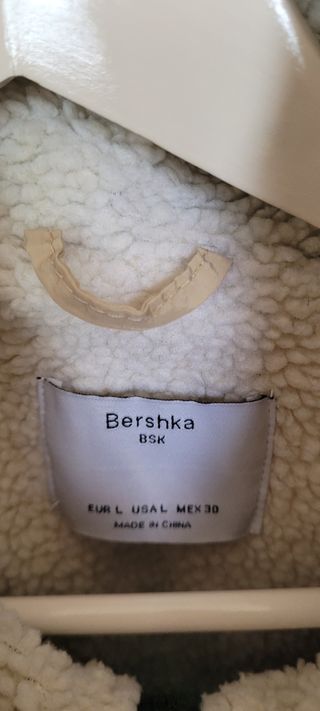 Bershka
BSK
EUR L USA L MEX 30
MADE IN CHINA